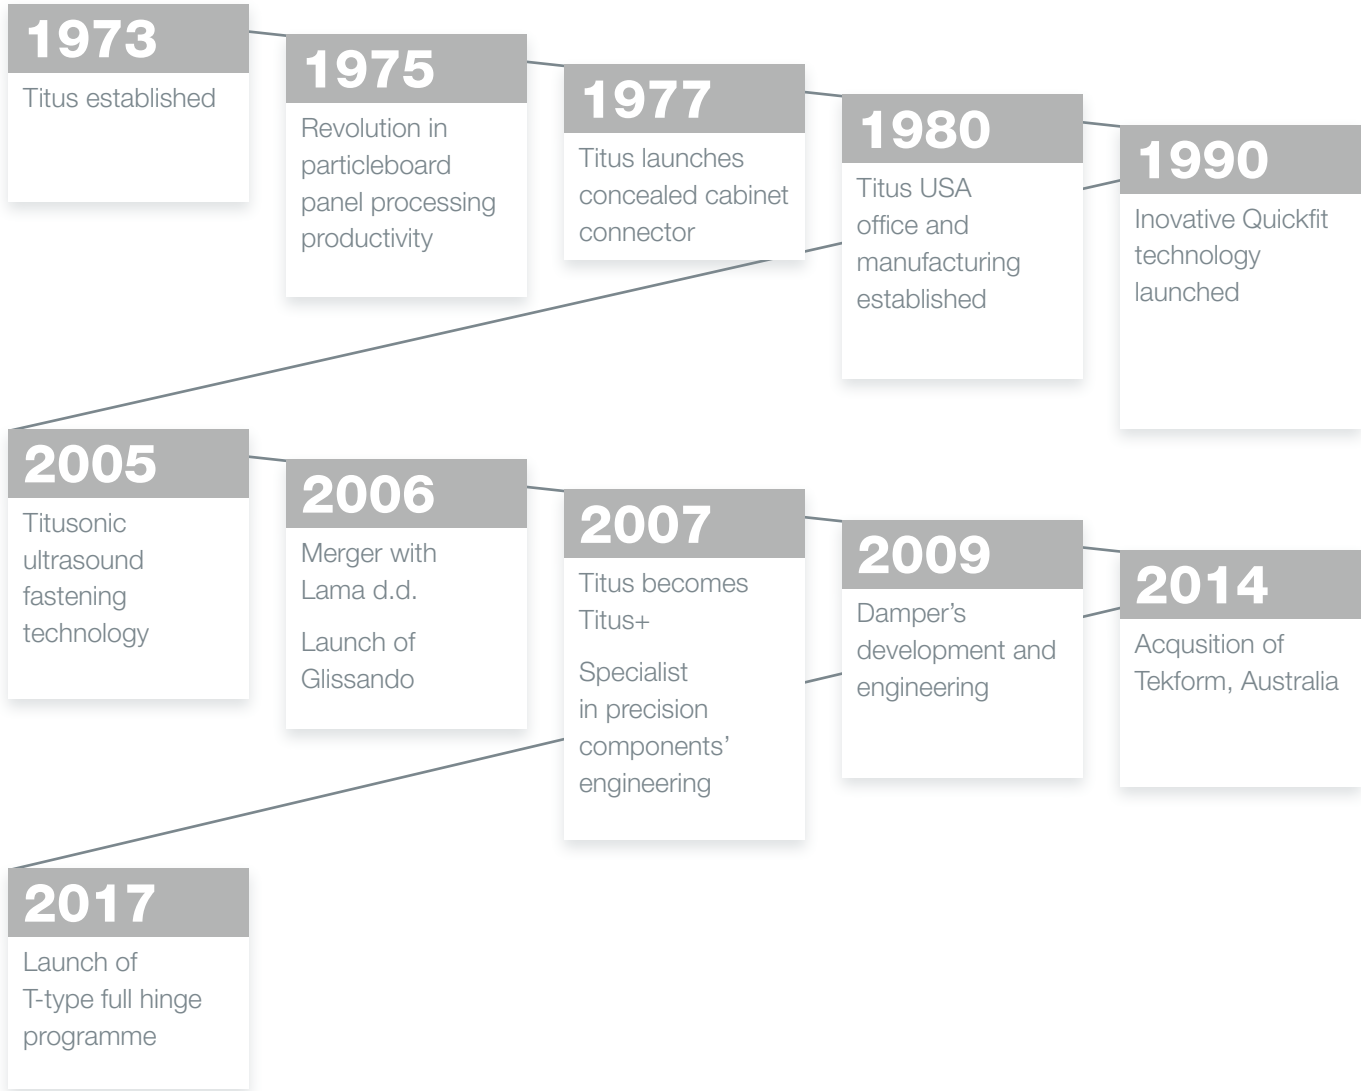 1973
Titus established
1975
Revolution in
particleboard
panel processing
productivity
1977
Titus launches
concealed cabinet
connector
1980
Titus USA
office and
manufacturing
established
1990
Inovative Quickfit
technology
launched
2005
Titusonic
ultrasound
fastening
technology
2006
Merger with
Lama d.d.
Launch of
Glissando
2007
Titus becomes
Titus+
Specialist
in precision
components’
engineering
2009
Damper’s
development and
engineering
2014
Acqusition of
Tekform, Australia
2017
Launch of
T-type full hinge
programme